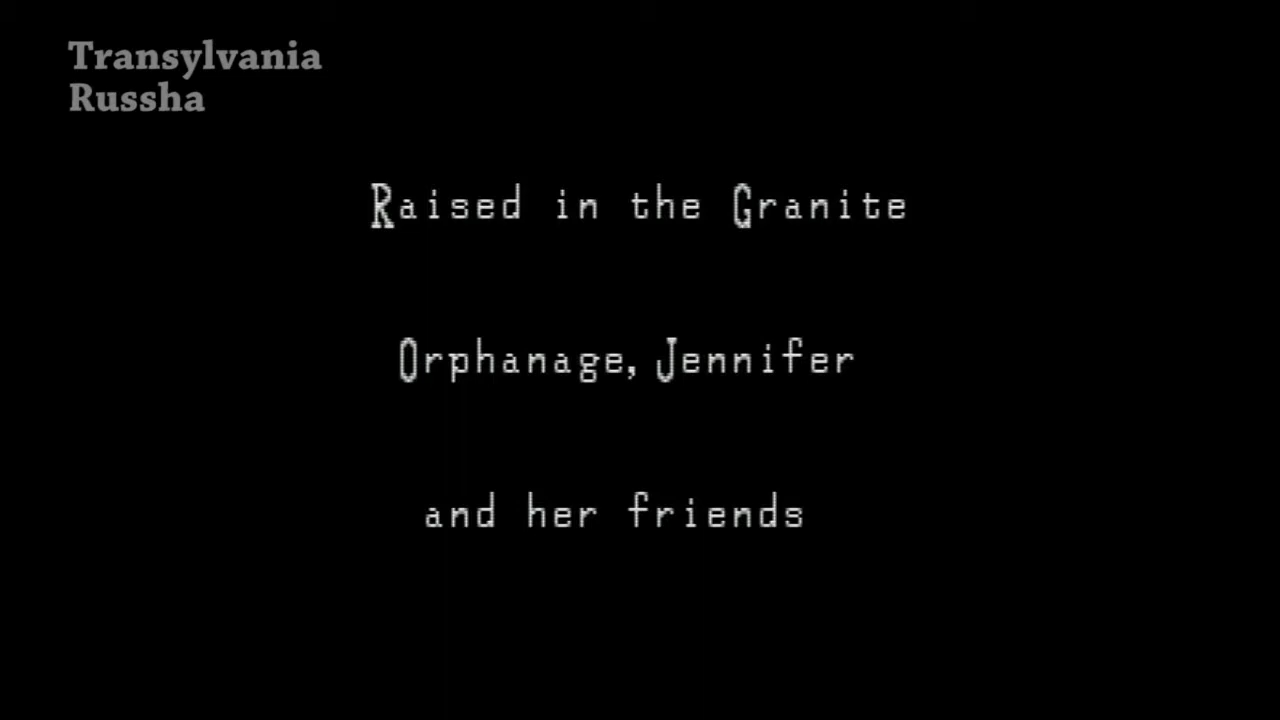 Transylvania
Russha
Raised in the Granite
Orphanage, Jennifer
and her friends